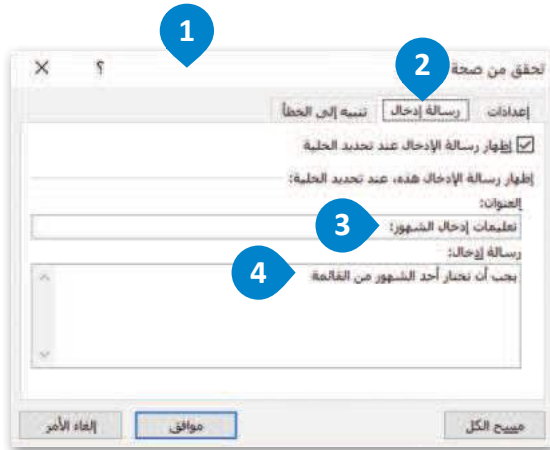 1
2
تحقق من صحة
؟ ×
إعدادات رسالة إدخال تنبيه إلى الخطأ
إظهار رسالة الإدخال عند تحديد الخلية
إظهار رسالة الإدخال هذه، عند تحديد الخلية:
العنوان:
3
تعليمات إدخال الشهور:
رسالة إدخال:
4
يجب أن تختار أحد الشهور من القائمة
مسح الكل موافق إلغاء الأمر